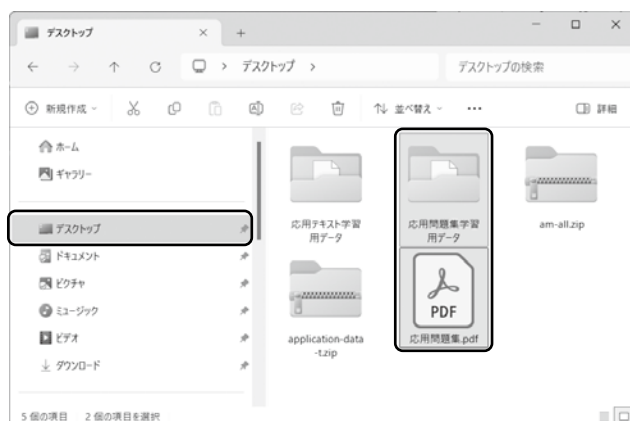 デスクトップ
デスクトップ
デスクトップの検索
新規作成
並べ替え
詳細
ホーム
ギャラリー
デスクトップ
ドキュメント
ピクチャ
ミュージック
ビデオ
ダウンロード
応用テキスト学習
用データ
応用問題集学習
用データ
am-all.zip
application-data
-t.zip
PDF
応用問題集.pdf
5 個の項目 2 個の項目を選択